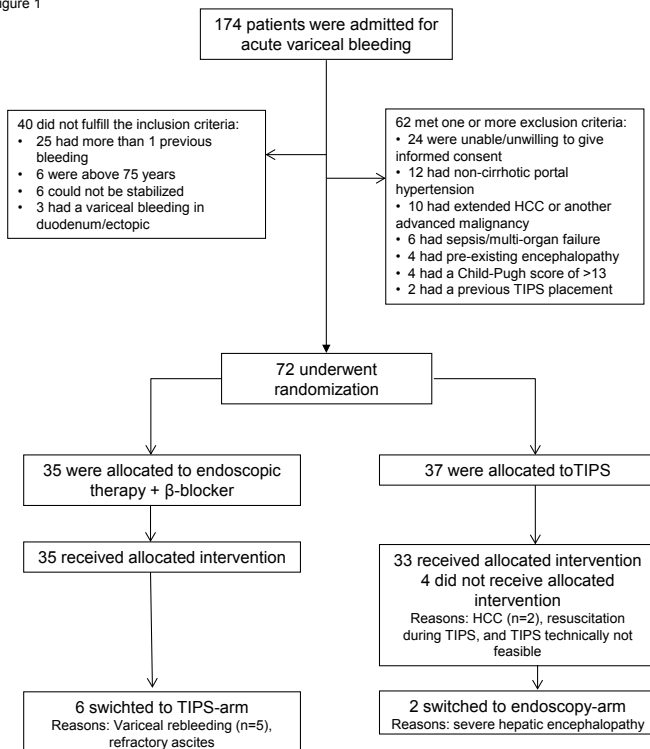 igure 1
174 patients were admitted for
acute variceal bleeding
40 did not fulfill the inclusion criteria:
• 25 had more than 1 previous
bleeding
• 6 were above 75 years
• 6 could not be stabilized
• 3 had a variceal bleeding in
duodenum/ectopic
62 met one or more exclusion criteria:
• 24 were unable/unwilling to give
informed consent
• 12 had non-cirrhotic portal
hypertension
• 10 had extended HCC or another
advanced malignancy
• 6 had sepsis/multi-organ failure
• 4 had pre-existing encephalopathy
• 4 had a Child-Pugh score of >13
• 2 had a previous TIPS placement
72 underwent
randomization
35 were allocated to endoscopic
therapy + β-blocker
37 were allocated toTIPS
35 received allocated intervention
33 received allocated intervention
4 did not receive allocated
intervention
Reasons: HCC (n=2), resuscitation
during TIPS, and TIPS technically not
feasible
6 swichted to TIPS-arm
Reasons: Variceal rebleeding (n=5),
refractory ascites
2 switched to endoscopy-arm
Reasons: severe hepatic encephalopathy